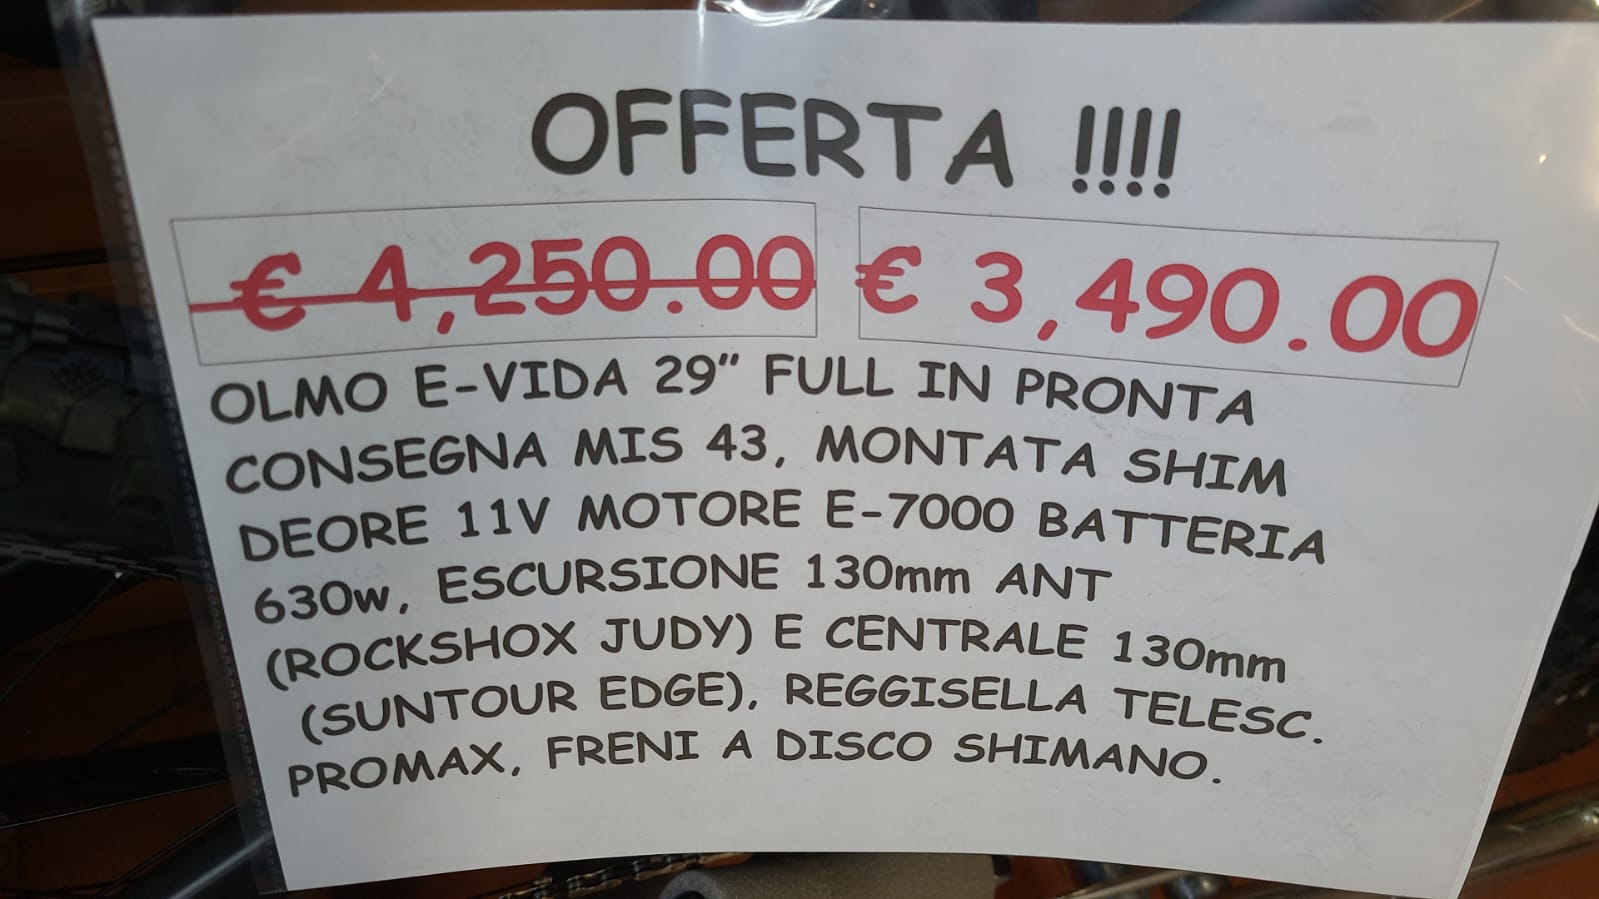 OFFERTA !!!!
€ 4,250.00 € 3,490.00
OLMO E-VIDA 29” FULL IN PRONTA
CONSEGNA MIS 43, MONTATA SHIM
DEORE 11V MOTORE E-7000 BATTERIA
630w, ESCURSIONE 130mm ANT
(ROCKSHOX JUDY) E CENTRALE 130mm
(SUNTOUR EDGE), REGGISELLA TELESC.
PROMAX, FRENI A DISCO SHIMANO.